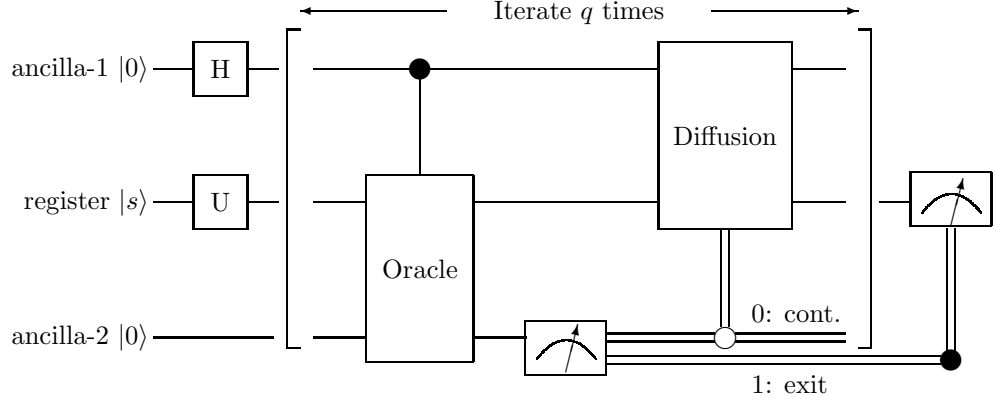 Iterate q times
ancilla-1 |0⟩ H
Diffusion
register |s⟩ U
Oracle
0: cont.
ancilla-2 |0⟩
1: exit